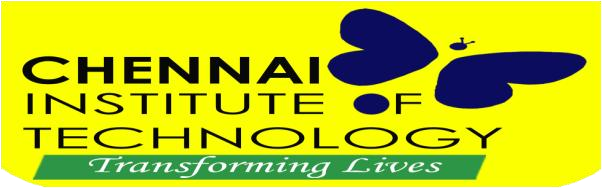 CHENNAI
INSTITUTE OF
TECHNOLOGY
Transforming Lives